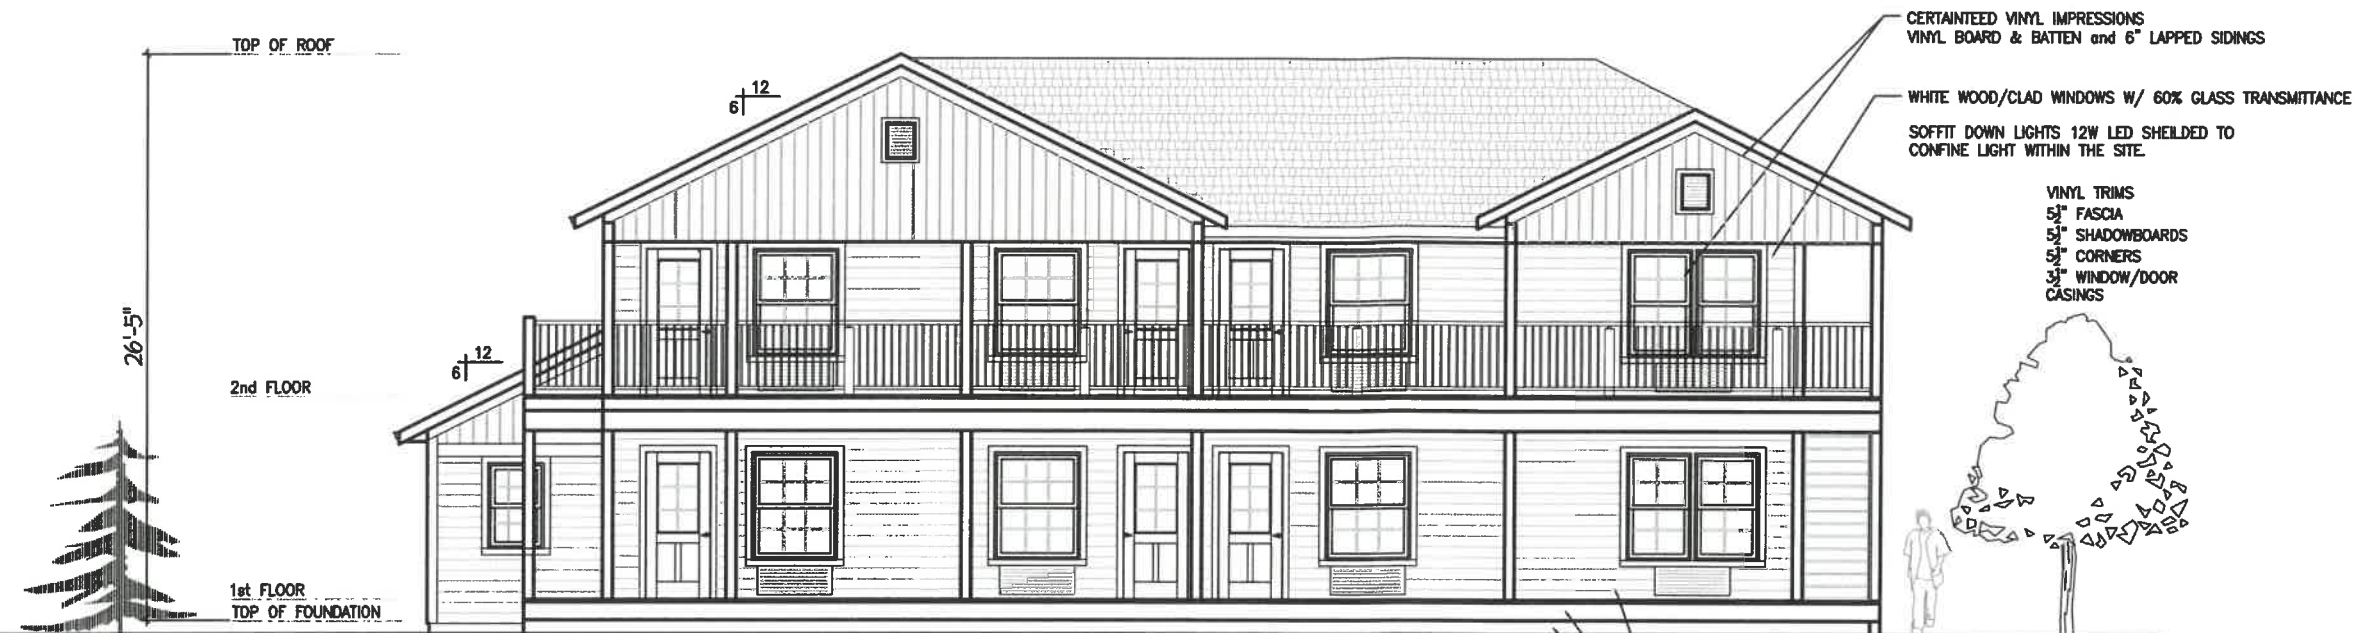 TOP OF ROOF
12
6
26'-5"
12
6
2nd FLOOR
1st FLOOR
TOP OF FOUNDATION
CERTAINTEED VINYL IMPRESSIONS
VINYL BOARD & BATTEN and 6" LAPPED SIDINGS
WHITE WOOD/CLAD WINDOWS W/ 60% GLASS TRANSMITTANCE
SOFFIT DOWN LIGHTS 12W LED SHEILDED TO
CONFINE LIGHT WITHIN THE SITE.
VINYL TRIMS
5½" FASCIA
5½" SHADOWBOARDS
5½" CORNERS
3½" WINDOW/DOOR
CASINGS